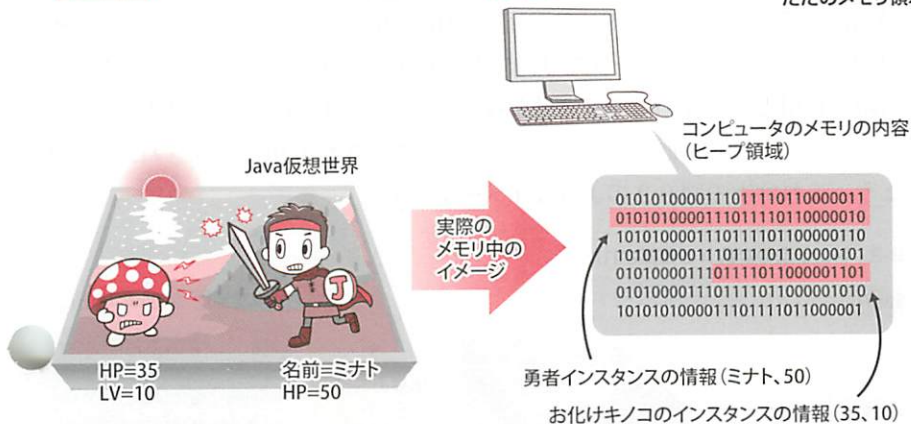 Java仮想世界
J
HP=35
LV=10
名前=ミナト
HP=50
実際の
メモリ中の
イメージ
コンピュータのメモリの内容
(ヒープ領域)
0101010000111011110110000011
0101010000111011110110000010
1010100001110111101100000110
1010100001110111101100000101
0101000011101111011000001101
0101000011101111011000001010
1010101000011101111011000001
勇者インスタンスの情報(ミナト、50)
お化けキノコのインスタンスの情報(35、10)